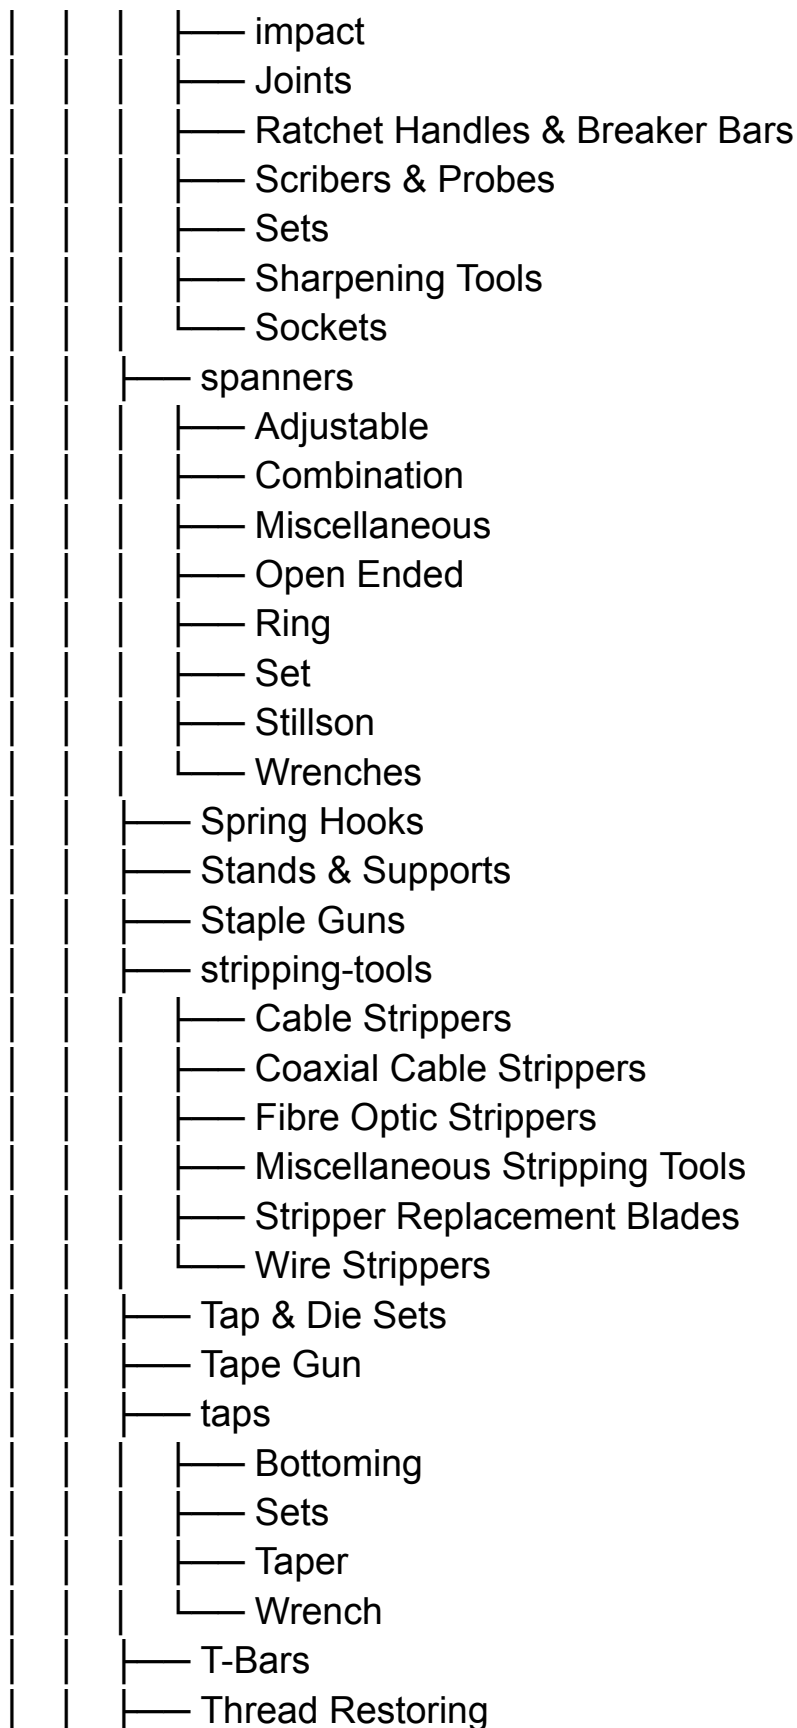 │   │   │   ├── impact
│   │   │   ├── Joints
│   │   │   ├── Ratchet Handles & Breaker Bars
│   │   │   ├── Scribers & Probes
│   │   │   ├── Sets
│   │   │   ├── Sharpening Tools
│   │   │   └── Sockets
│   │   ├── spanners
│   │   │   ├── Adjustable
│   │   │   ├── Combination
│   │   │   ├── Miscellaneous
│   │   │   ├── Open Ended
│   │   │   ├── Ring
│   │   │   ├── Set
│   │   │   ├── Stillson
│   │   │   └── Wrenches
│   │   ├── Spring Hooks
│   │   ├── Stands & Supports
│   │   ├── Staple Guns
│   │   ├── stripping-tools
│   │   │   ├── Cable Strippers
│   │   │   ├── Coaxial Cable Strippers
│   │   │   ├── Fibre Optic Strippers
│   │   │   ├── Miscellaneous Stripping Tools
│   │   │   ├── Stripper Replacement Blades
│   │   │   └── Wire Strippers
│   │   ├── Tap & Die Sets
│   │   ├── Tape Gun
│   │   ├── taps
│   │   │   ├── Bottoming
│   │   │   ├── Sets
│   │   │   ├── Taper
│   │   │   └── Wrench
│   │   ├── T-Bars
│   │   ├── Thread Restoring